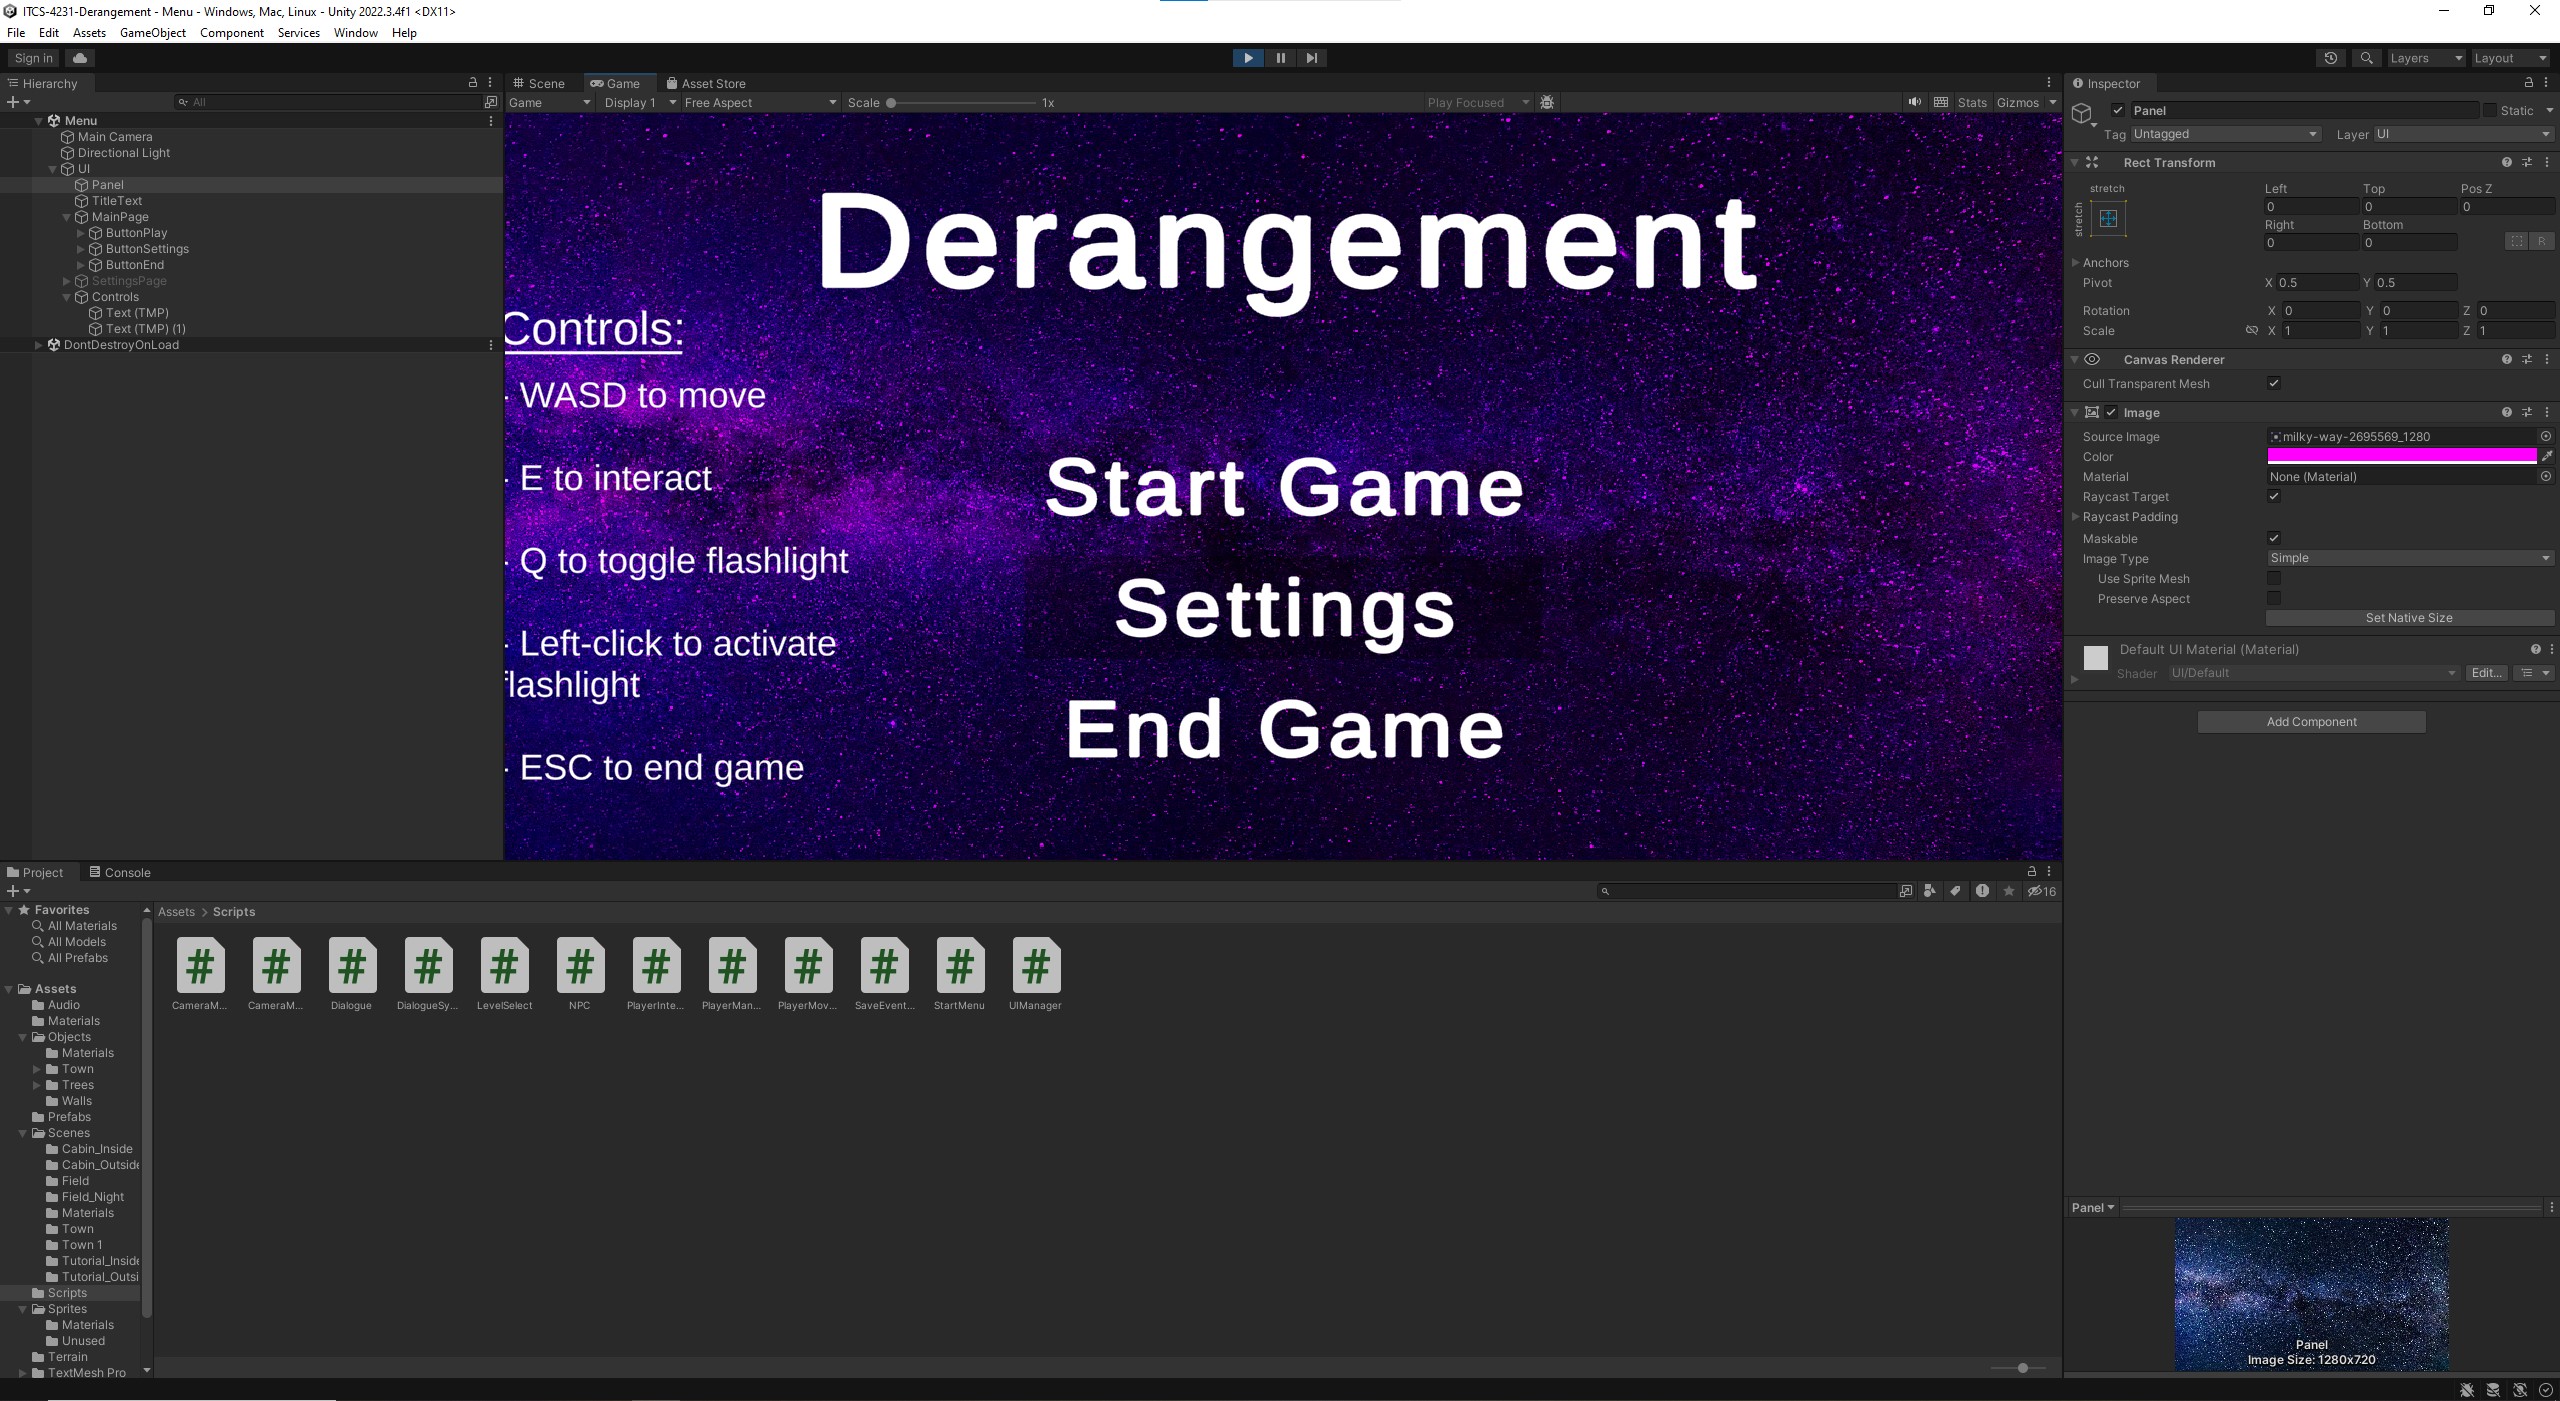 ITCS-4231-Derangement - Menu - Windows, Mac, Linux - Unity 2022.3.4f1 <DX11>
File Edit Assets GameObject Component Services Window Help
Sign in
Layers Layout
Hierarchy
All
Menu
Main Camera
Directional Light
UI
Panel
TitleText
MainPage
ButtonPlay
ButtonSettings
ButtonEnd
SettingsPage
Controls
Text (TMP)
Text (TMP) (1)
DontDestroyOnLoad
Scene Game Asset Store
Game Display 1 Free Aspect Scale 1x Play Focused Stats Gizmos
Derangement
Controls:
- WASD to move
- E to interact
- Q to toggle flashlight
- Left-click to activate
flashlight
- ESC to end game
Start Game
Settings
End Game
Inspector
Panel Static
Tag Untagged Layer UI
Rect Transform
stretch
stretch
Left Top Pos Z
0 0 0
Right Bottom
0 0
R
Anchors
Pivot X 0.5 Y 0.5
Rotation X 0 Y 0 Z 0
Scale X 1 Y 1 Z 1
Canvas Renderer
Cull Transparent Mesh
Image
Source Image milky-way-2695569_1280
Color
Material None (Material)
Raycast Target
Raycast Padding
Maskable
Image Type Simple
Use Sprite Mesh
Preserve Aspect
Set Native Size
Default UI Material (Material)
Shader UI/Default Edit...
Add Component
Project Console
16
Favorites
All Materials
All Models
All Prefabs
Assets
Audio
Materials
Objects
Materials
Town
Trees
Walls
Prefabs
Scenes
Cabin_Inside
Cabin_Outside
Field
Field_Night
Materials
Town
Town 1
Tutorial_Inside
Tutorial_Outsi
Scripts
Sprites
Materials
Unused
Terrain
TextMesh Pro
Assets > Scripts
# # # # # # # # # # # #
CameraM... CameraM... Dialogue DialogueSy... LevelSelect NPC PlayerInte... PlayerMan... PlayerMov... SaveEvent... StartMenu UIManager
Panel
Panel
Image Size: 1280x720